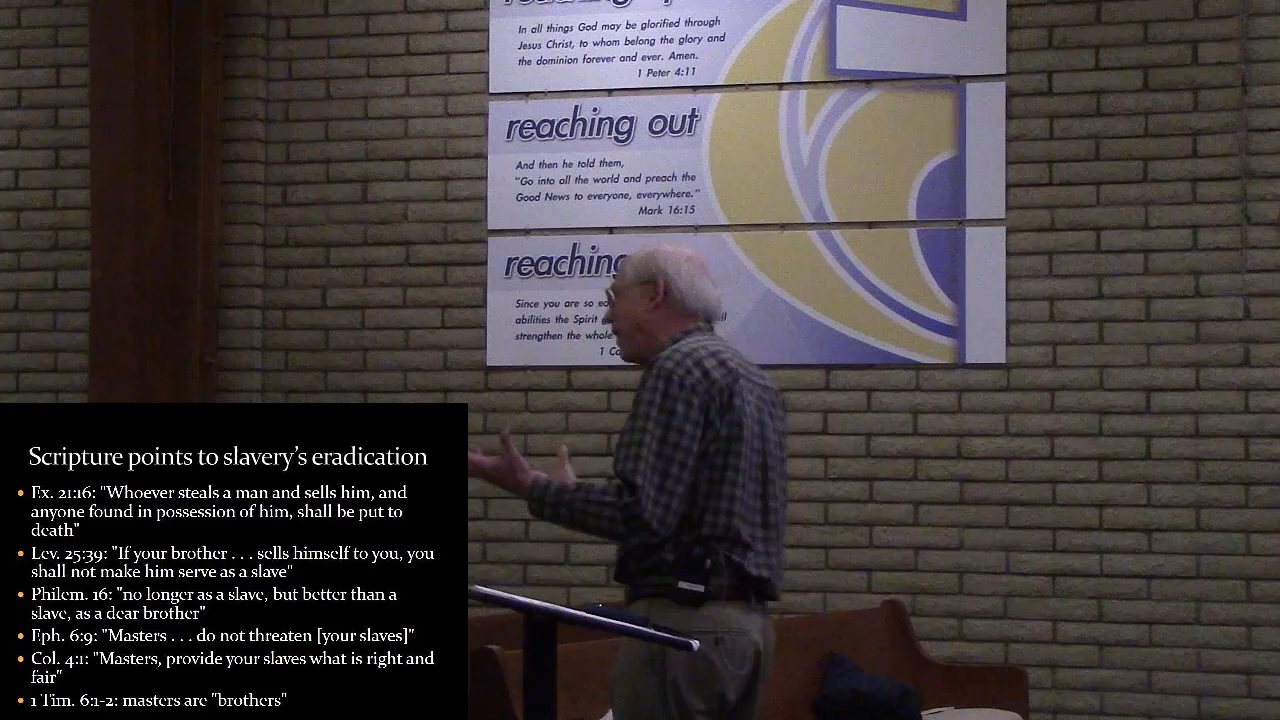 In all things God may be glorified through
Jesus Christ, to whom belong the glory and
the dominion forever and ever. Amen.
1 Peter 4:11
reaching out
And then he told them,
"Go into all the world and preach the
Good News to everyone, everywhere."
Mark 16:15
reaching
Since you are so
abilities the Spirit
strengthen the whole
1
Scripture points to slavery's eradication
• Ex. 21:16: "Whoever steals a man and sells him, and
anyone found in possession of him, shall be put to
death"
• Lev. 25:39: "If your brother . . . sells himself to you, you
shall not make him serve as a slave"
• Philem. 16: "no longer as a slave, but better than a
slave, as a dear brother"
• Eph. 6:9: "Masters . . . do not threaten [your slaves]"
• Col. 4:1: "Masters, provide your slaves what is right and
fair"
• 1 Tim. 6:1-2: masters are "brothers"